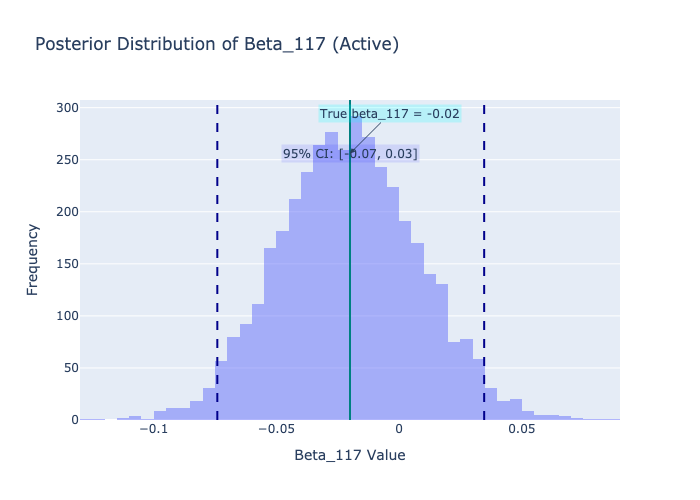 Posterior Distribution of Beta_117 (Active)
300
True beta_117 = -0.02
95% CI: [-0.07, 0.03]
250
200
150
100
50
0
Frequency
−0.1
−0.05
0
0.05
Beta_117 Value